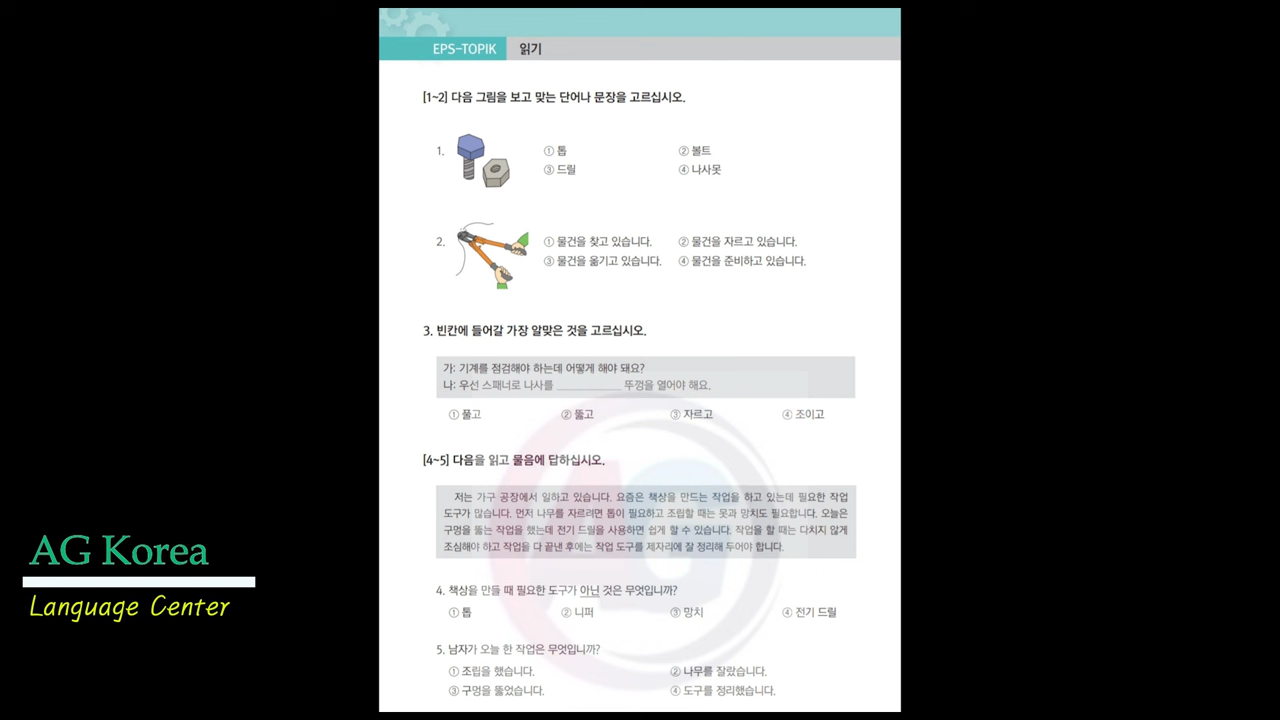 EPS-TOPIK 읽기
[1~2] 다음 그림을 보고 맞는 단어나 문장을 고르십시오.
1. ① 톱 ② 볼트
③ 드릴 ④ 나사못
2. ① 물건을 찾고 있습니다. ② 물건을 자르고 있습니다.
③ 물건을 옮기고 있습니다. ④ 물건을 준비하고 있습니다.
3. 빈칸에 들어갈 가장 알맞은 것을 고르십시오.
가: 기계를 점검해야 하는데 어떻게 해야 돼요?
나: 우선 스패너로 나사를 __________ 뚜껑을 열어야 해요.
① 풀고 ② 뚫고 ③ 자르고 ④ 조이고
[4~5] 다음을 읽고 물음에 답하십시오.
저는 가구 공장에서 일하고 있습니다. 요즘은 책상을 만드는 작업을 하고 있는데 필요한 작업
도구가 많습니다. 먼저 나무를 자르려면 톱이 필요하고 조립할 때는 못과 망치도 필요합니다. 오늘은
구멍을 뚫는 작업을 했는데 전기 드릴을 사용하면 쉽게 할 수 있습니다. 작업을 할 때는 다치지 않게
조심해야 하고 작업을 다 끝낸 후에는 작업 도구를 제자리에 잘 정리해 두어야 합니다.
4. 책상을 만들 때 필요한 도구가 아닌 것은 무엇입니까?
① 톱 ② 니퍼 ③ 망치 ④ 전기 드릴
5. 남자가 오늘 한 작업은 무엇입니까?
① 조립을 했습니다. ② 나무를 잘랐습니다.
③ 구멍을 뚫었습니다. ④ 도구를 정리했습니다.
AG Korea
Language Center